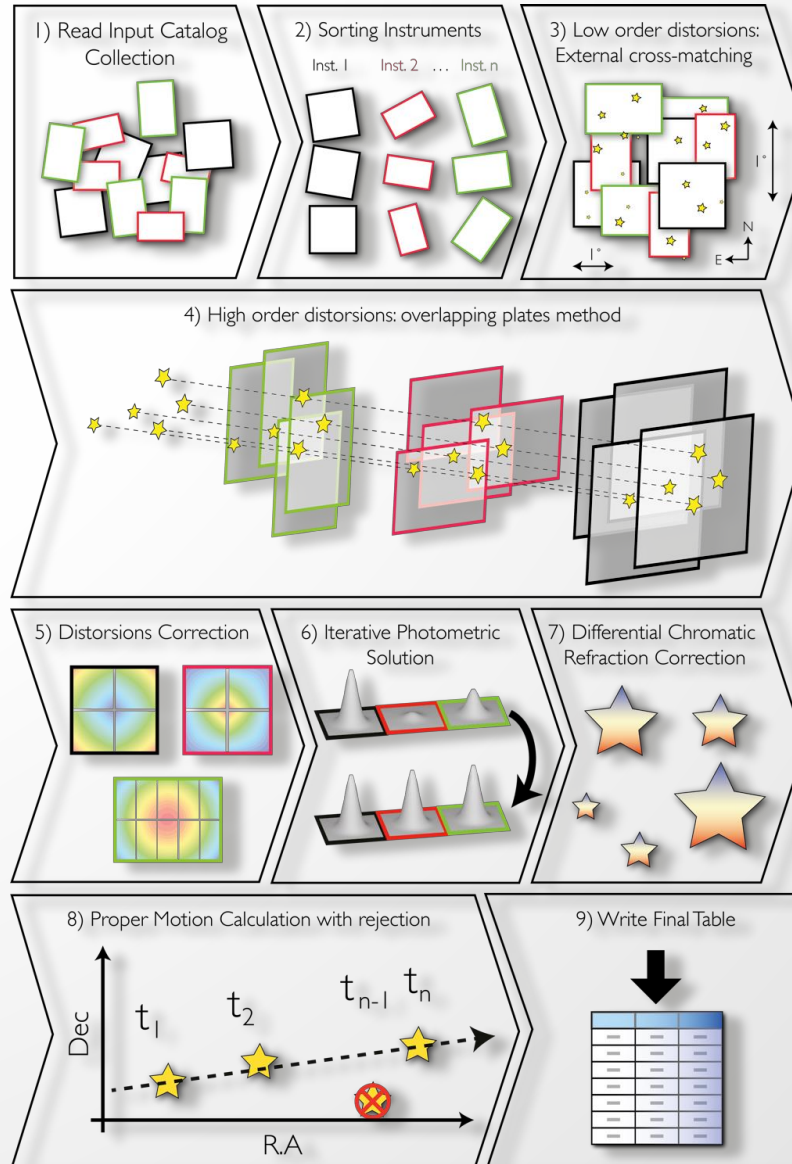 1) Read Input Catalog
Collection
2) Sorting Instruments
Inst. 1 Inst. 2 ... Inst. n
3) Low order distortions:
External cross-matching
1°
1°
N
E
4) High order distortions: overlapping plates method
5) Distorsions Correction
6) Iterative Photometric
Solution
7) Differential Chromatic
Refraction Correction
8) Proper Motion Calculation with rejection
Dec
t1
t2
tn-1
tn
R.A
9) Write Final Table